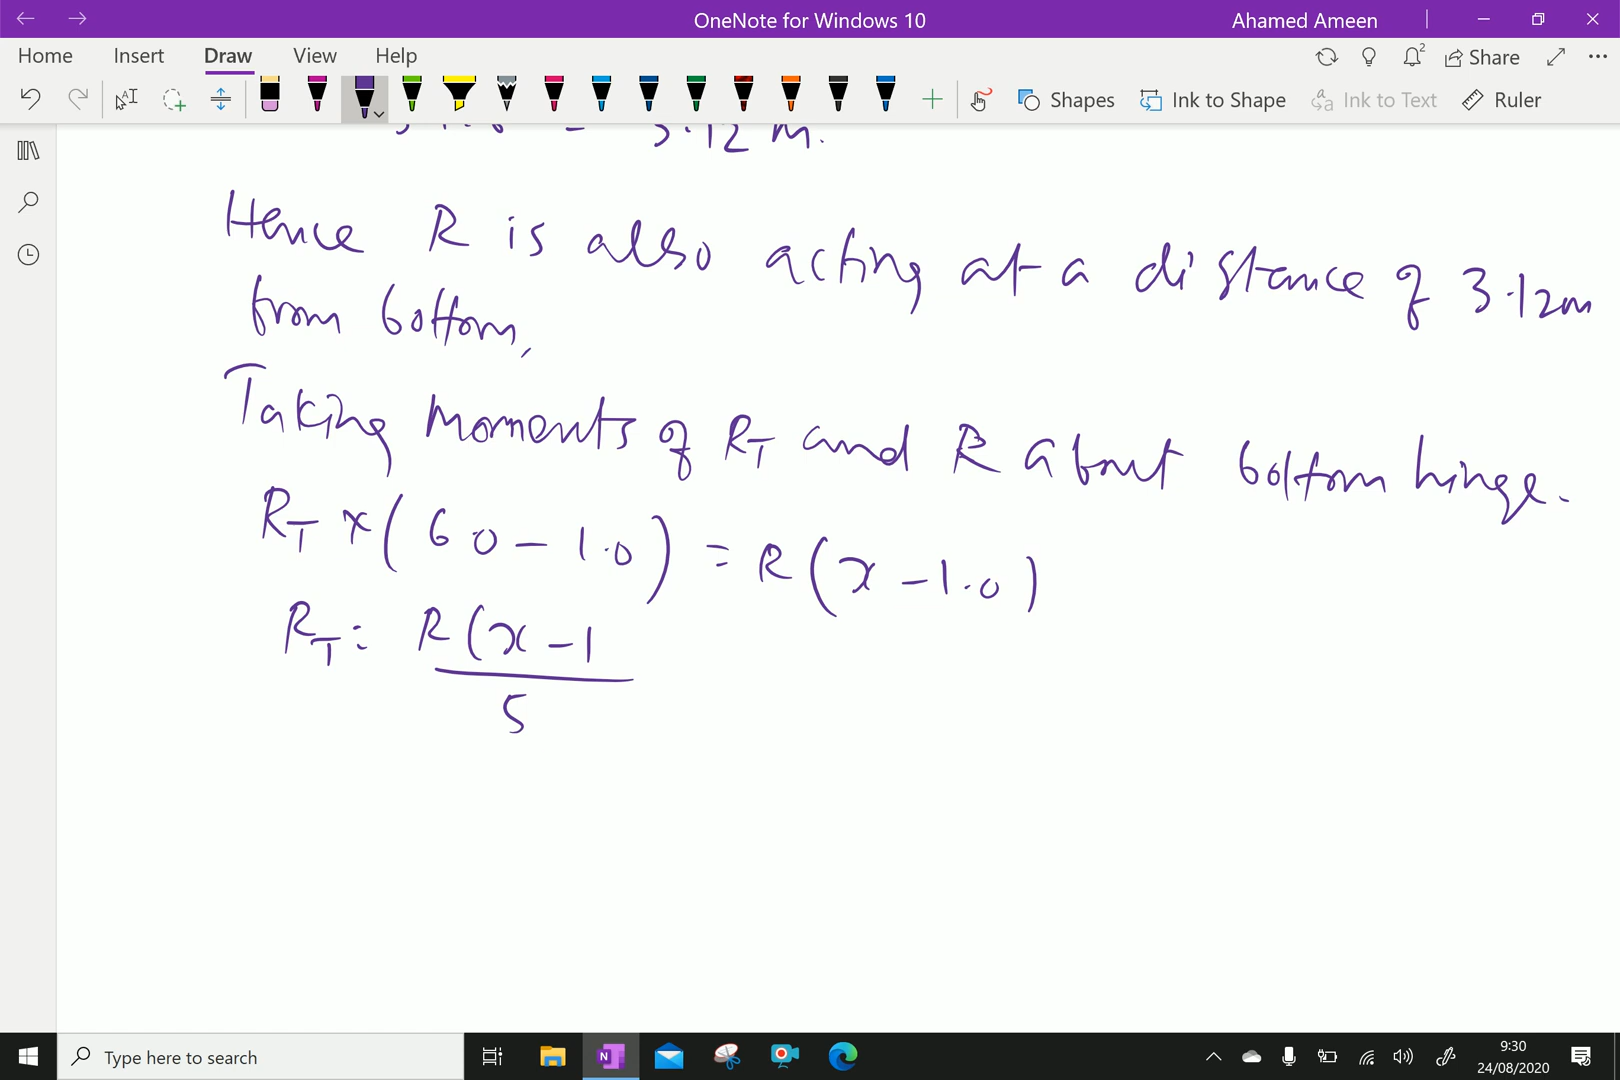 OneNote for Windows 10
Ahamed Ameen
Home Insert Draw View Help
2
Share
Shapes
Ink to Shape
Ink to Text
Ruler
= 3.12 m.
Hence R is also acting at a distance of 3.12m
from bottom,
Taking moments of R_T and R about bottom hinge.
R_T × (6.0 – 1.0) = R (x – 1.0)
R_T = R (x – 1
5
Type here to search
9:30
24/08/2020